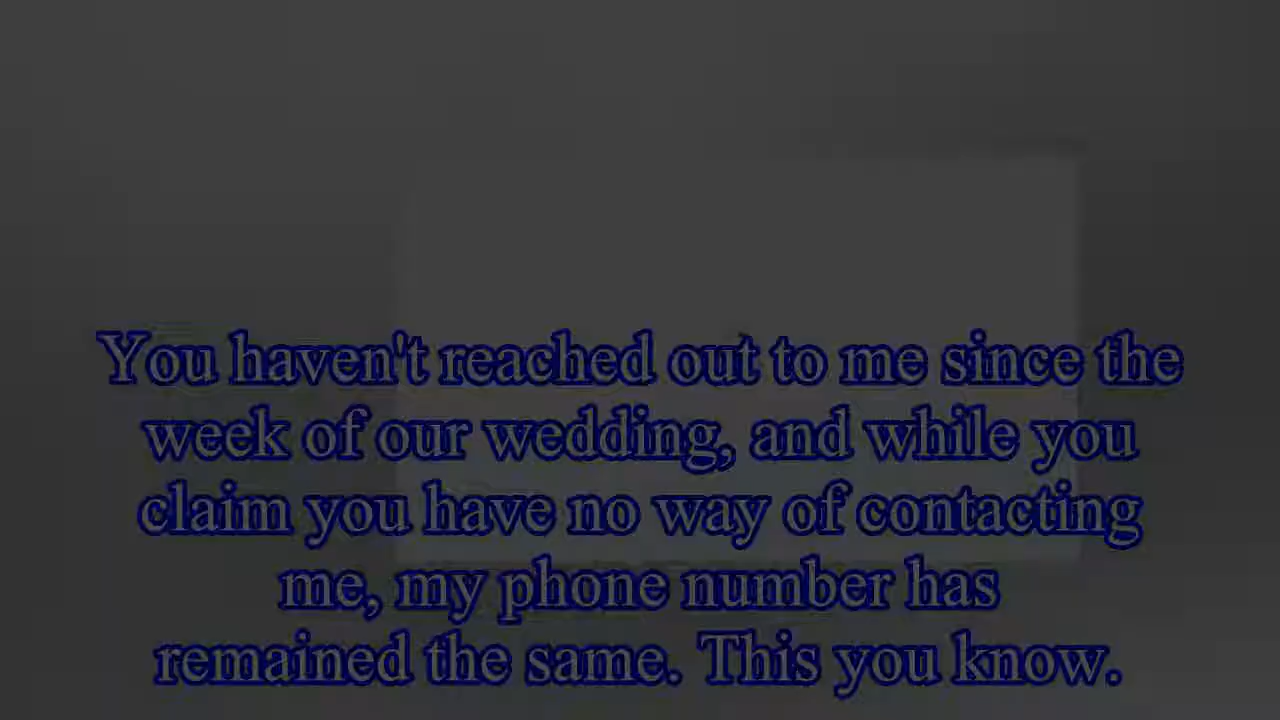 You haven't reached out to me since the
week of our wedding, and while you
claim you have no way of contacting
me, my phone number has
remained the same. This you know.